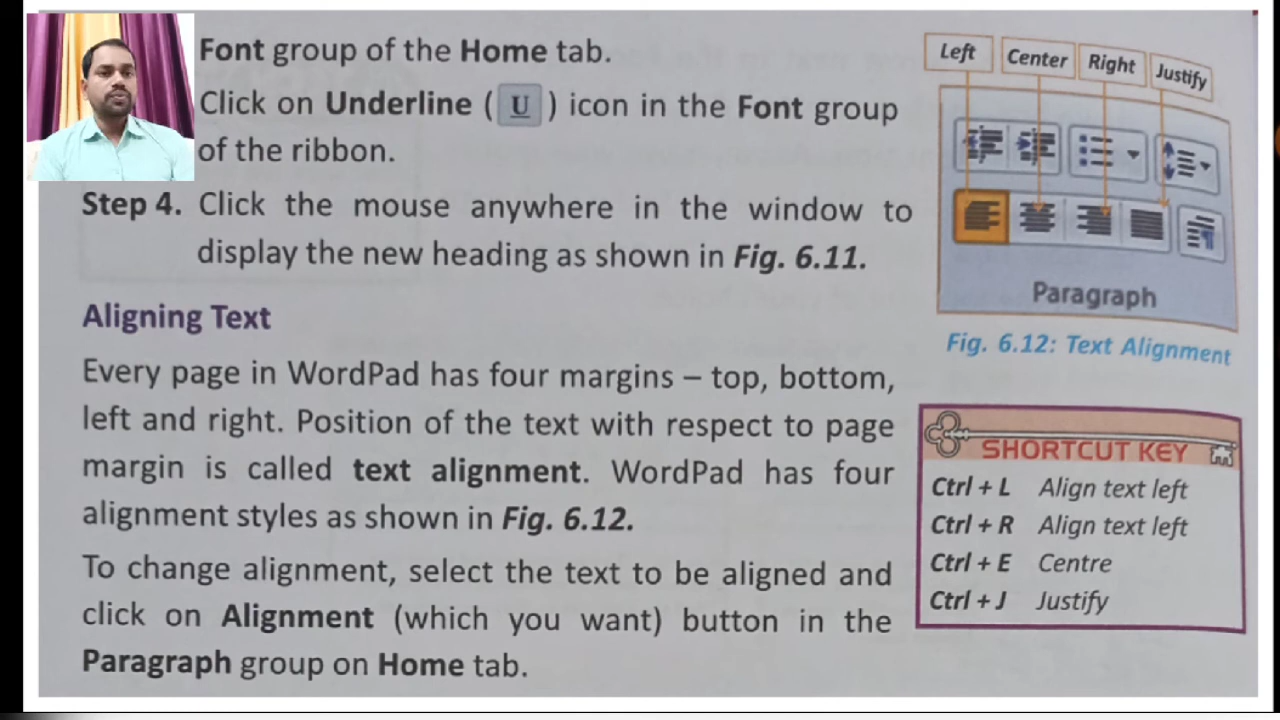 Font group of the Home tab.
Click on Underline ( U ) icon in the Font group
of the ribbon.
Step 4. Click the mouse anywhere in the window to
display the new heading as shown in Fig. 6.11.
Aligning Text
Every page in WordPad has four margins – top, bottom,
left and right. Position of the text with respect to page
margin is called text alignment. WordPad has four
alignment styles as shown in Fig. 6.12.
To change alignment, select the text to be aligned and
click on Alignment (which you want) button in the
Paragraph group on Home tab.
Left Center Right Justify
Paragraph
Fig. 6.12: Text Alignment
SHORTCUT KEY
Ctrl + L Align text left
Ctrl + R Align text left
Ctrl + E Centre
Ctrl + J Justify